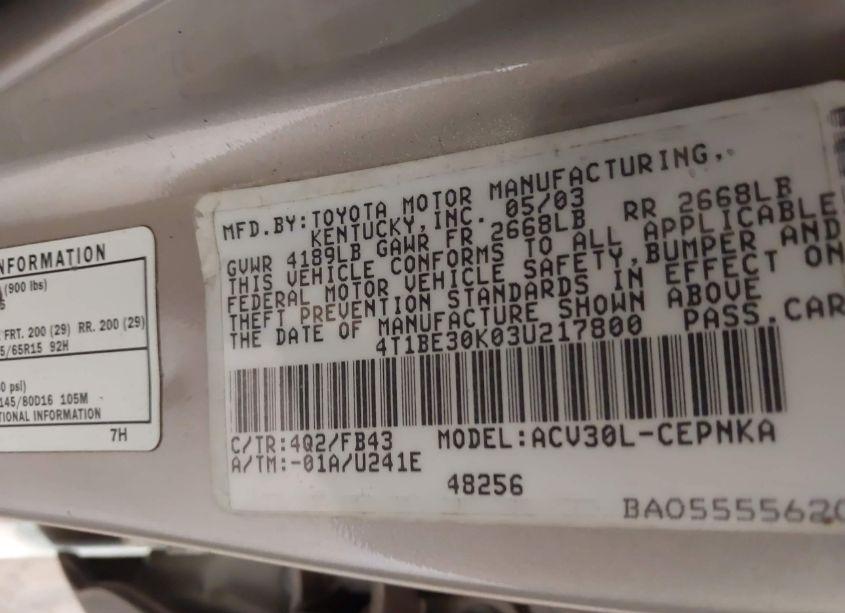 NFORMATION
(900 lbs)
FRT. 200 (29) RR. 200 (29)
5/65R15 92H
0 psi)
145/80D16 105M
TIONAL INFORMATION
7H
MFD.BY:TOYOTA MOTOR MANUFACTURING,
KENTUCKY,INC. 05/03
GVWR 4189LB GAWR FR 2668LB RR 2668LB
THIS VEHICLE CONFORMS TO ALL APPLICABLE
FEDERAL MOTOR VEHICLE SAFETY,BUMPER AND
THEFT PREVENTION STANDARDS IN EFFECT ON
THE DATE OF MANUFACTURE SHOWN ABOVE
4T1BE30K03U217800 PASS.CAR
C/TR:4Q2/FB43 MODEL:ACV30L-CEPNKA
A/TM:-01A/U241E
48256
BA0555562